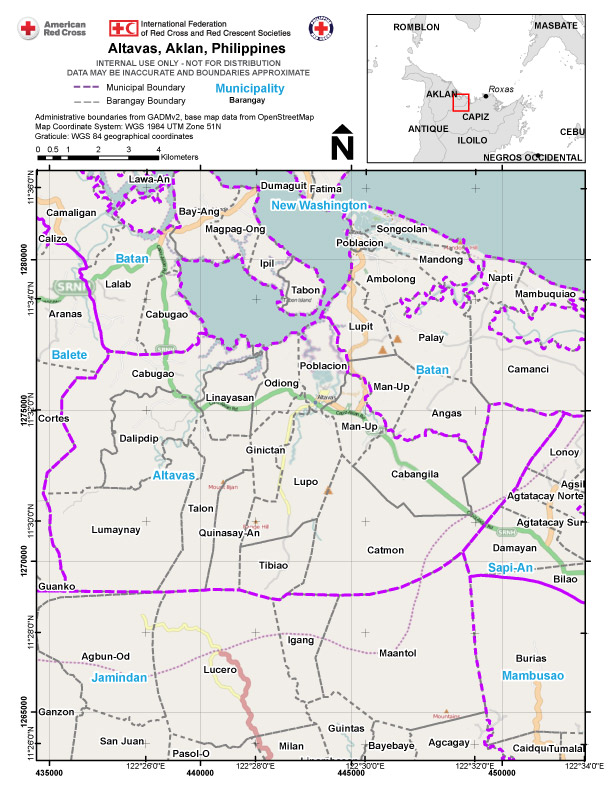 American
Red Cross
International Federation
of Red Cross and Red Crescent Societies
Altavas, Aklan, Philippines
INTERNAL USE ONLY - NOT FOR DISTRIBUTION
DATA MAY BE INACCURATE AND BOUNDARIES APPROXIMATE
Municipal Boundary
Municipality
Barangay Boundary
Barangay
Administrative boundaries from GADMv2, base map data from OpenStreetMap
Map Coordinate System: WGS 1984 UTM Zone 51N
Graticule: WGS 84 geographical coordinates
0 0.5 1 2 3 4
Kilometers
N
ROMBLON
MASBATE
AKLAN
Roxas
CAPIZ
ANTIQUE
ILOILO
CEBU
NEGROS OCCIDENTAL
Lawa-An
Dumaguit
Fatima
New Washington
Camaligan
Bay-Ang
Magpag-Ong
Songcolan
Calizo
Poblacion
Batan
Ipil
Mandong
Lalab
Ambolong
Napti
SRNH
Tabon
Tabon Island
Mambuquiao
Aranas
Cabugao
Lupit
Palay
Balete
Poblacion
Batan
Camanci
Cabugao
Odiong
Man-Up
Linayasan
Altavas
Cortes
Angas
Man-Up
Dalipdip
Ginictan
Lonoy
Altavas
Cabangila
Lupo
Agsil
Agtatacay Norte
Talon
Agtatacay Sur
Lumaynay
Quinasay-An
SRNH
Catmon
Damayan
Tibiao
Sapi-An
Guanko
Bilao
Igang
Agbun-Od
Maantol
Burias
Lucero
Jamindan
Mambusao
Ganzon
Mountains
Guintas
San Juan
Milan
Bayebaye
Agcagay
Caidqu
Tumalal
Pasol-O
435000
440000
445000
450000
122°26'0"E
122°28'0"E
122°30'0"E
122°32'0"E
122°34'0"E
11°36'0"N
1280000
11°34'0"N
1275000
11°32'0"N
11°30'0"N
1270000
11°28'0"N
1265000
11°26'0"N